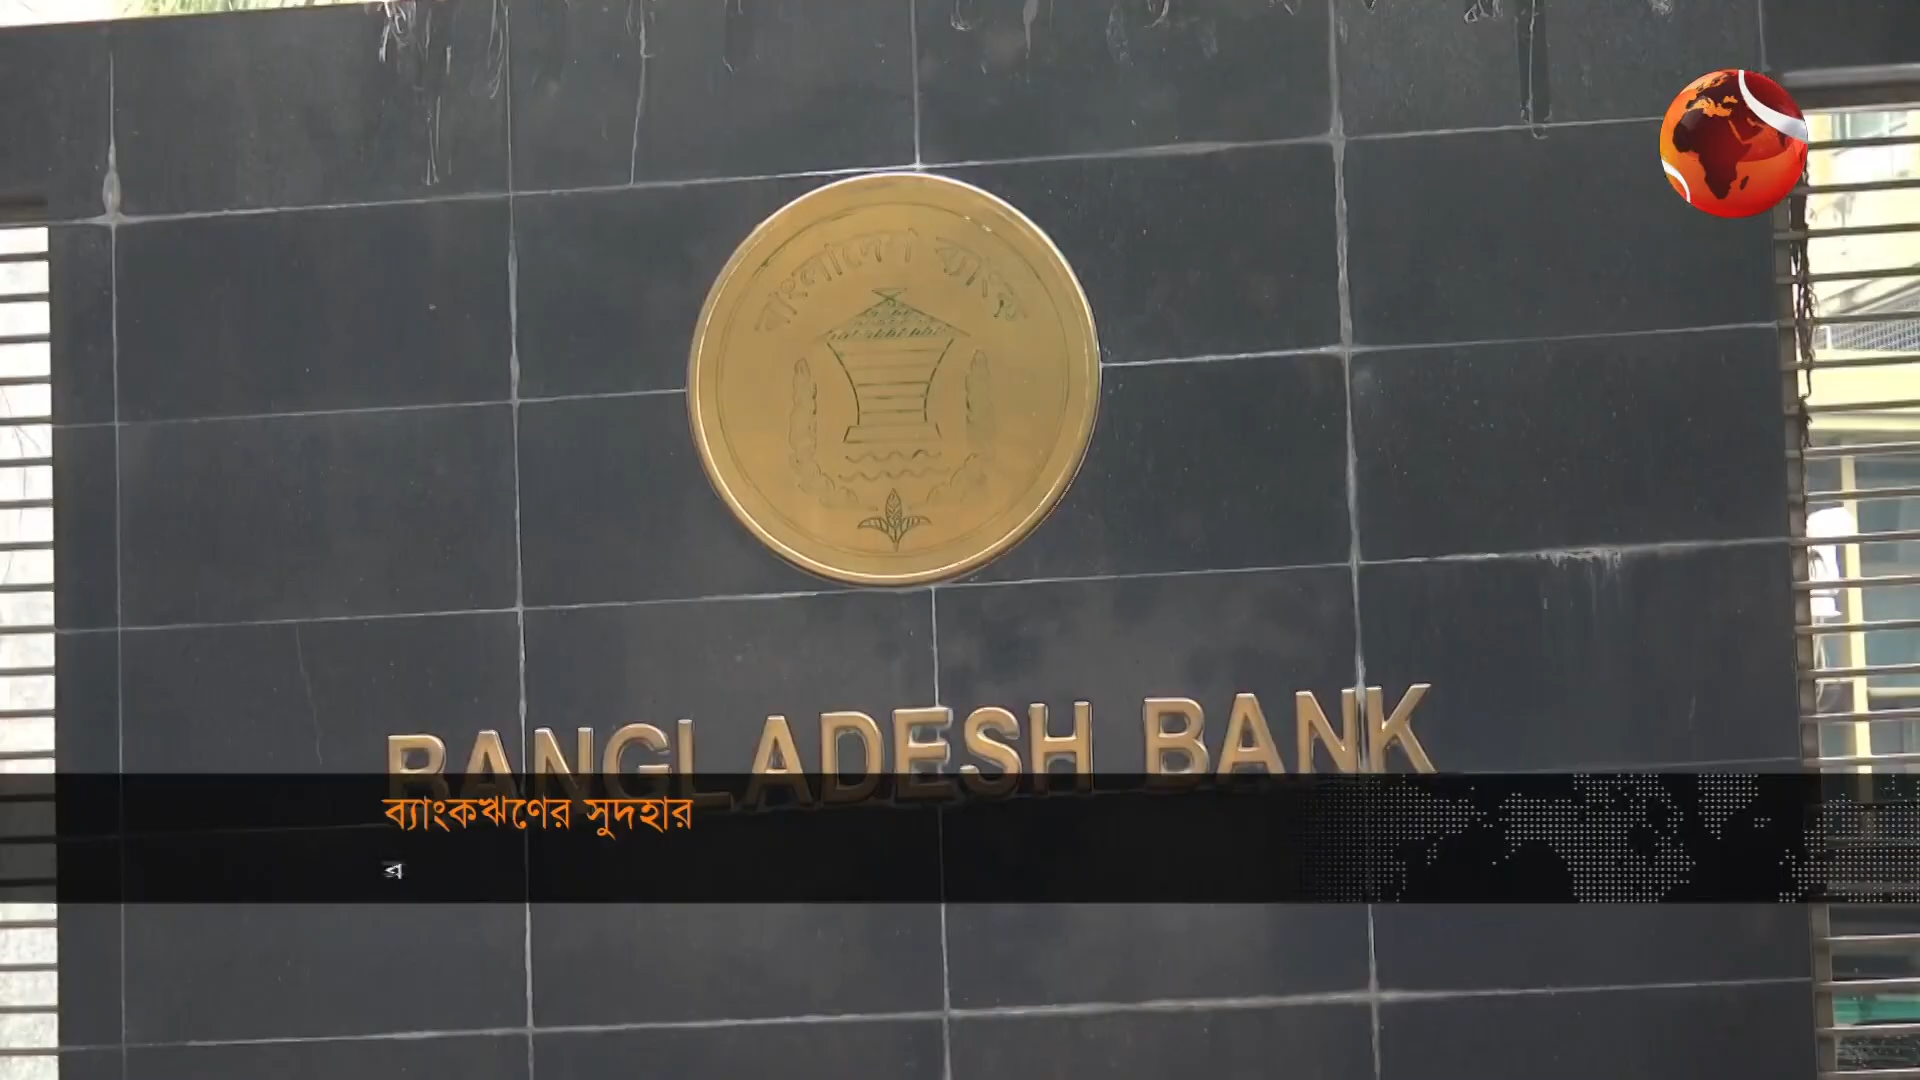 বাংলাদেশ ব্যাংক
BANGLADESH BANK
ব্যাংকঋণের সুদহার